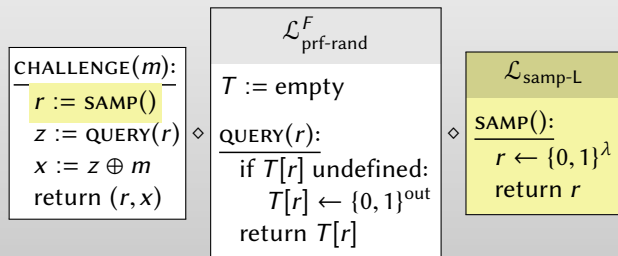 CHALLENGE(m):
r := SAMP()
z := QUERY(r)
x := z ⊕ m
return (r, x)
⋄
ℒ^F_prf-rand
T := empty
QUERY(r):
if T[r] undefined:
T[r] ← {0, 1}^out
return T[r]
⋄
ℒ_samp-L
SAMP():
r ← {0, 1}^λ
return r